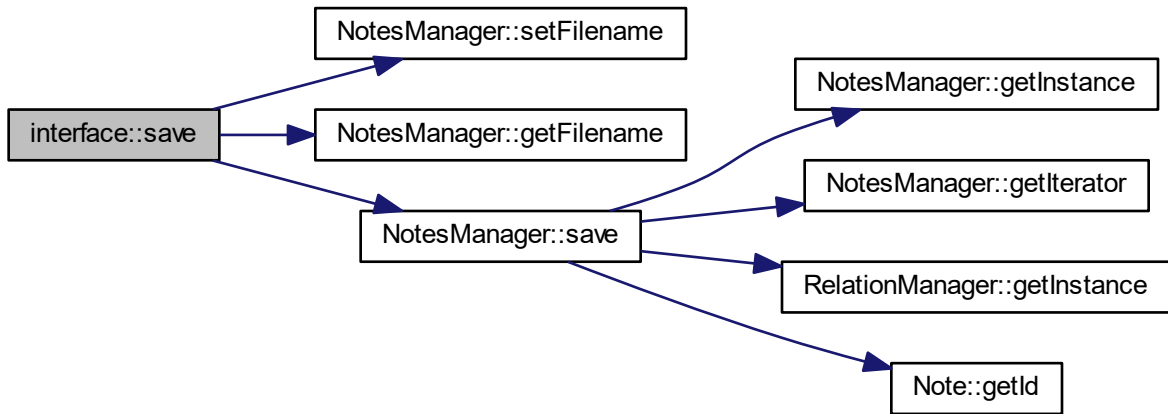 interface::save
NotesManager::setFilename
NotesManager::getFilename
NotesManager::save
NotesManager::getInstance
NotesManager::getIterator
RelationManager::getInstance
Note::getId